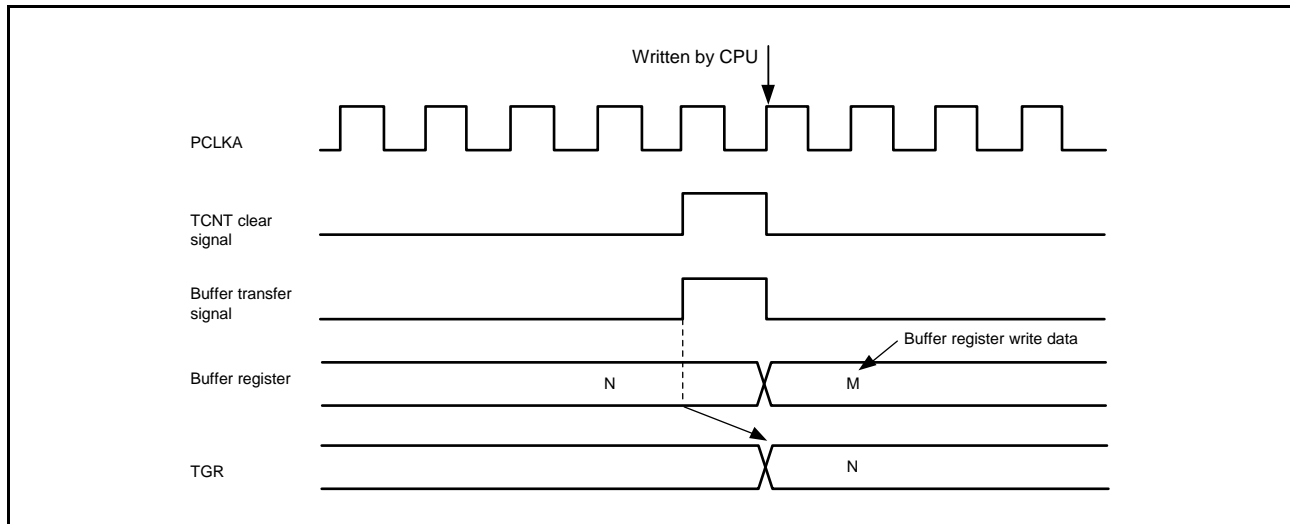 Written by CPU
PCLKA
TCNT clear
signal
Buffer transfer
signal
Buffer register write data
Buffer register
N
M
TGR
N